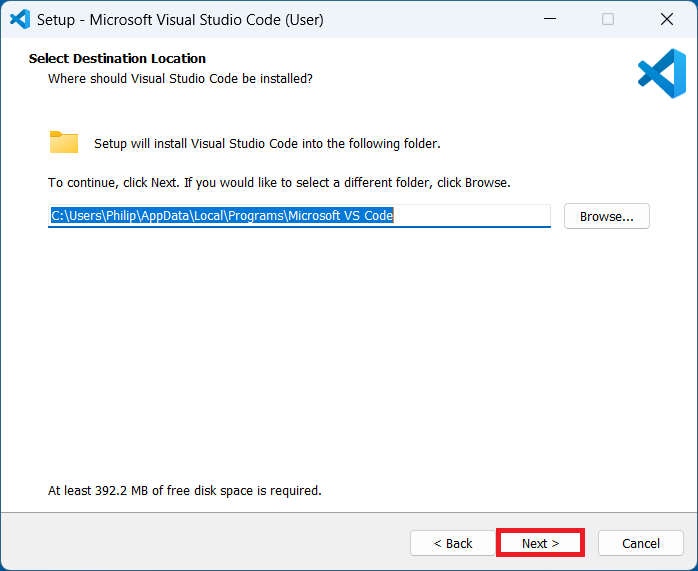 Setup - Microsoft Visual Studio Code (User)
Select Destination Location
Where should Visual Studio Code be installed?
Setup will install Visual Studio Code into the following folder.
To continue, click Next. If you would like to select a different folder, click Browse.
C:\Users\Philip\AppData\Local\Programs\Microsoft VS Code
Browse...
At least 392.2 MB of free disk space is required.
< Back
Next >
Cancel